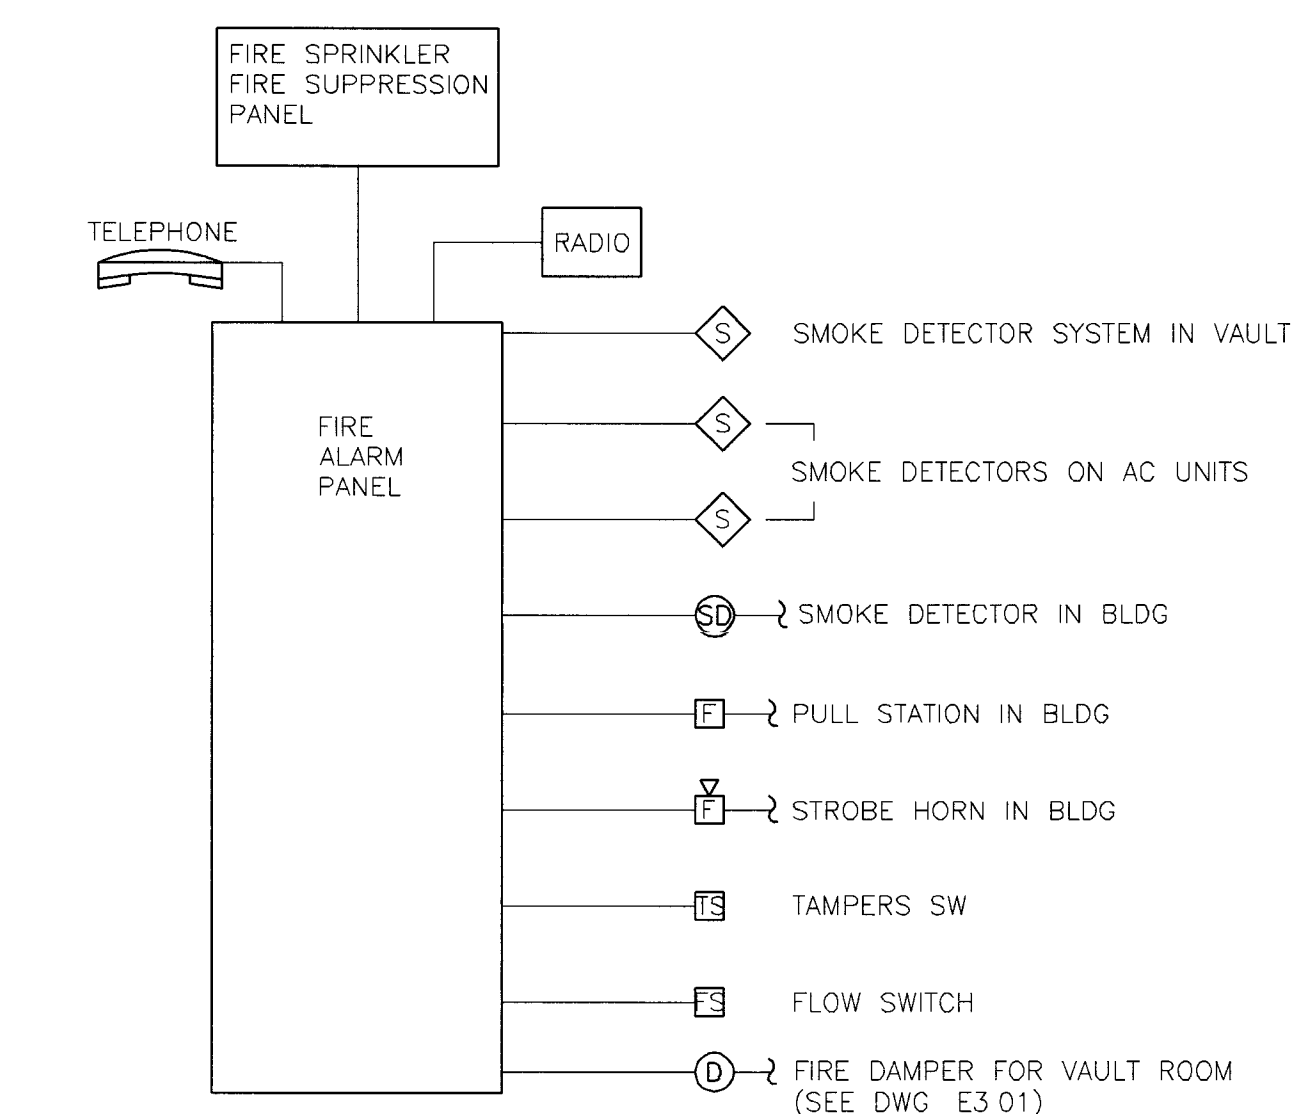 FIRE SPRINKLER
FIRE SUPPRESSION
PANEL
TELEPHONE
RADIO
FIRE
ALARM
PANEL
S SMOKE DETECTOR SYSTEM IN VAULT
S
SMOKE DETECTORS ON AC UNITS
S
SD SMOKE DETECTOR IN BLDG
F PULL STATION IN BLDG
F STROBE HORN IN BLDG
TS TAMPERS SW
FS FLOW SWITCH
D FIRE DAMPER FOR VAULT ROOM
(SEE DWG E3 01)